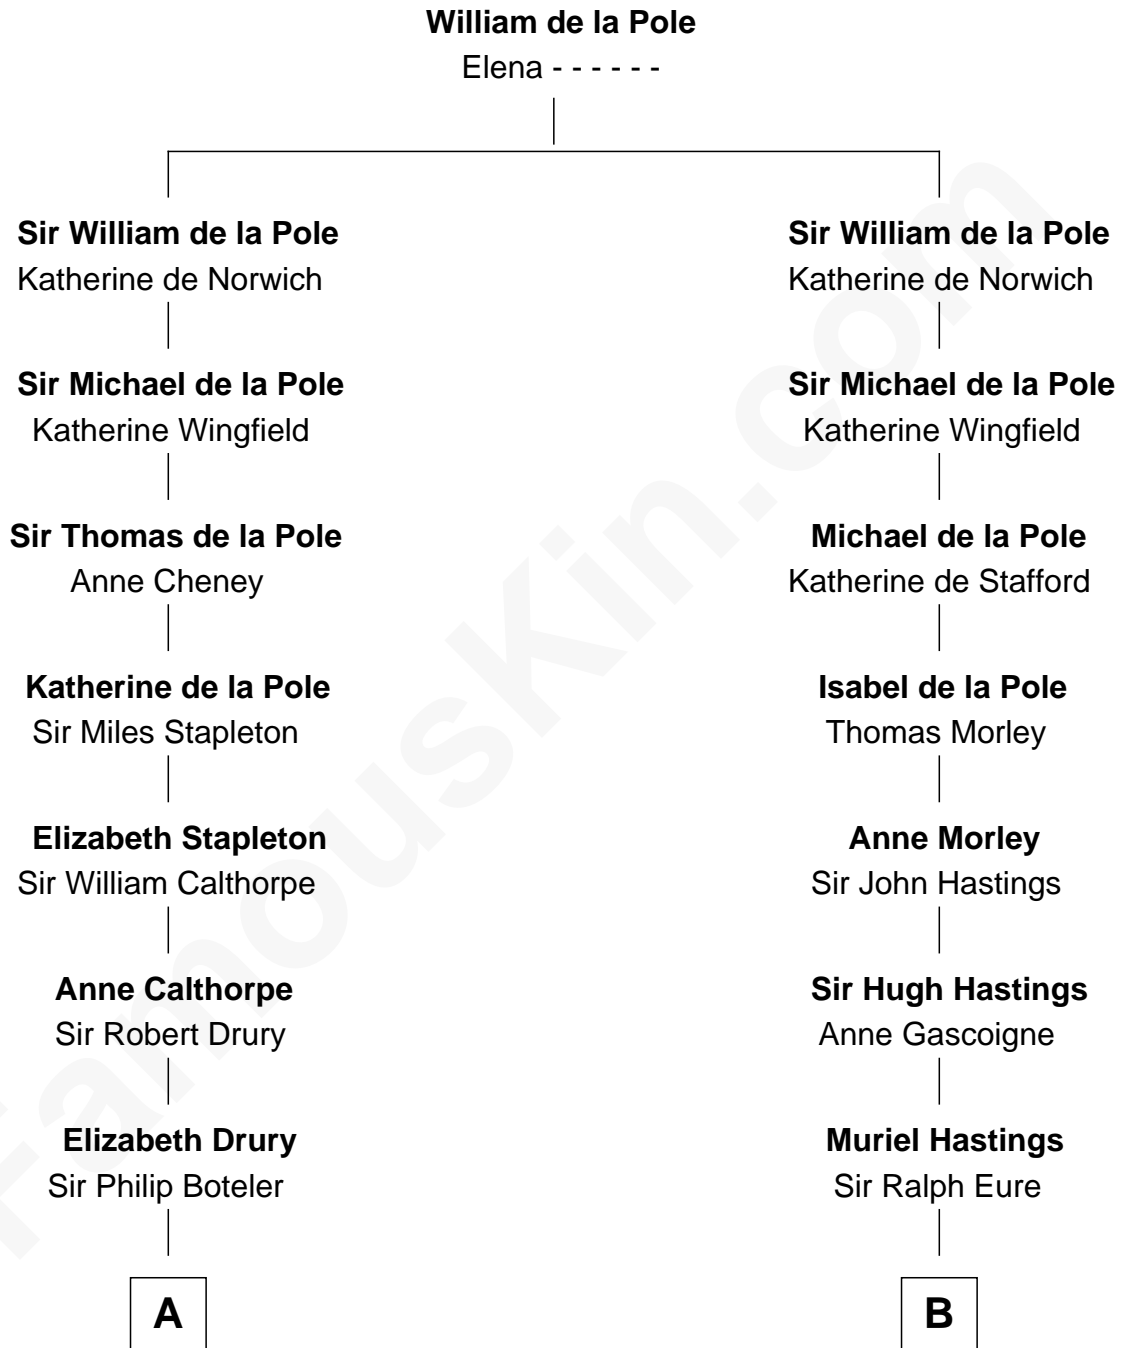 William de la Pole
Elena - - - - - -
Sir William de la Pole
Katherine de Norwich
Sir William de la Pole
Katherine de Norwich
Sir Michael de la Pole
Katherine Wingfield
Sir Michael de la Pole
Katherine Wingfield
Sir Thomas de la Pole
Anne Cheney
Michael de la Pole
Katherine de Stafford
Katherine de la Pole
Sir Miles Stapleton
Isabel de la Pole
Thomas Morley
Elizabeth Stapleton
Sir William Calthorpe
Anne Morley
Sir John Hastings
Anne Calthorpe
Sir Robert Drury
Sir Hugh Hastings
Anne Gascoigne
Elizabeth Drury
Sir Philip Boteler
Muriel Hastings
Sir Ralph Eure
A
B
FamousKin.com